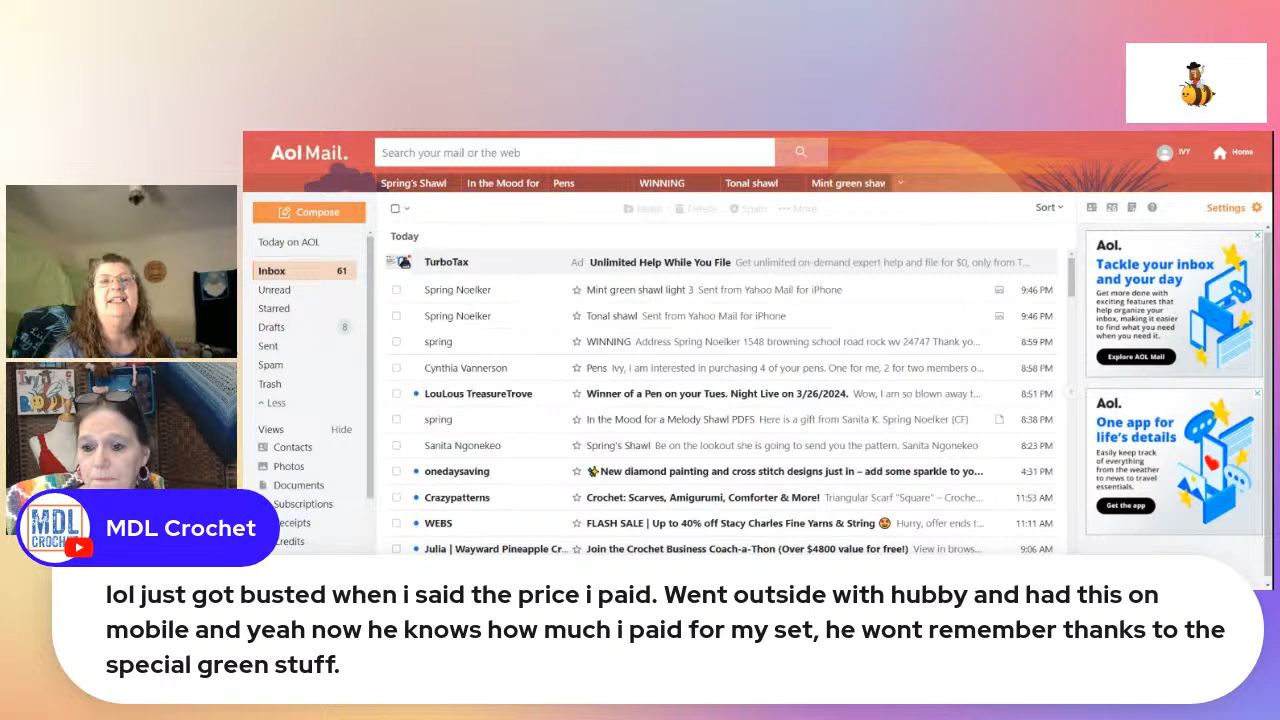 Aol Mail.
Search your mail or the web
IVY
Home
Spring's Shawl
In the Mood for
Pens
WINNING
Tonal shawl
Mint green shaw
Compose
Today on AOL
Inbox 61
Unread
Starred
Drafts 8
Sent
Spam
Trash
Less
Views Hide
Contacts
Photos
Documents
Subscriptions
Delete
Spam
More
Sort
Settings
Today
TurboTax Ad Unlimited Help While You File Get unlimited on-demand expert help and file for $0, only from T...
Spring Noelker Mint green shawl light 3 Sent from Yahoo Mail for iPhone 9:46 PM
Spring Noelker Tonal shawl Sent from Yahoo Mail for iPhone 9:46 PM
spring WINNING Address Spring Noelker 1548 browning school road rock wv 24747 Thank yo... 8:59 PM
Cynthia Vannerson Pens Ivy, I am interested in purchasing 4 of your pens. One for me, 2 for two members o... 8:58 PM
LouLous TreasureTrove Winner of a Pen on your Tues. Night Live on 3/26/2024. Wow, I am so blown away t... 8:51 PM
spring In the Mood for a Melody Shawl PDFS Here is a gift from Sanita K. Spring Noelker (CF) 8:38 PM
Sanita Ngonekeo Spring's Shawl Be on the lookout she is going to send you the pattern. Sanita Ngonekeo 8:23 PM
onedaysaving ✨New diamond painting and cross stitch designs just in – add some sparkle to yo... 4:31 PM
Crazypatterns Crochet: Scarves, Amigurumi, Comforter & More! Triangular Scarf "Square" – Croche... 11:53 AM
WEBS FLASH SALE | Up to 40% off Stacy Charles Fine Yarns & String 🤩 Hurry, offer ends t... 11:11 AM
Julia | Wayward Pineapple Cr... Join the Crochet Business Coach-a-Thon (Over $4800 value for free!) View in brows... 9:06 AM
Aol.
Tackle your inbox
and your day
Get more done with
exciting features that
help organize your
inbox, making it easier
to find what you need
when you need it.
Explore AOL Mail
Aol.
One app for
life's details
Easily keep track
of everything
from the weather
to news to travel
essentials.
Get the app
MDL
CROCHET
MDL Crochet
lol just got busted when i said the price i paid. Went outside with hubby and had this on
mobile and yeah now he knows how much i paid for my set, he wont remember thanks to the
special green stuff.